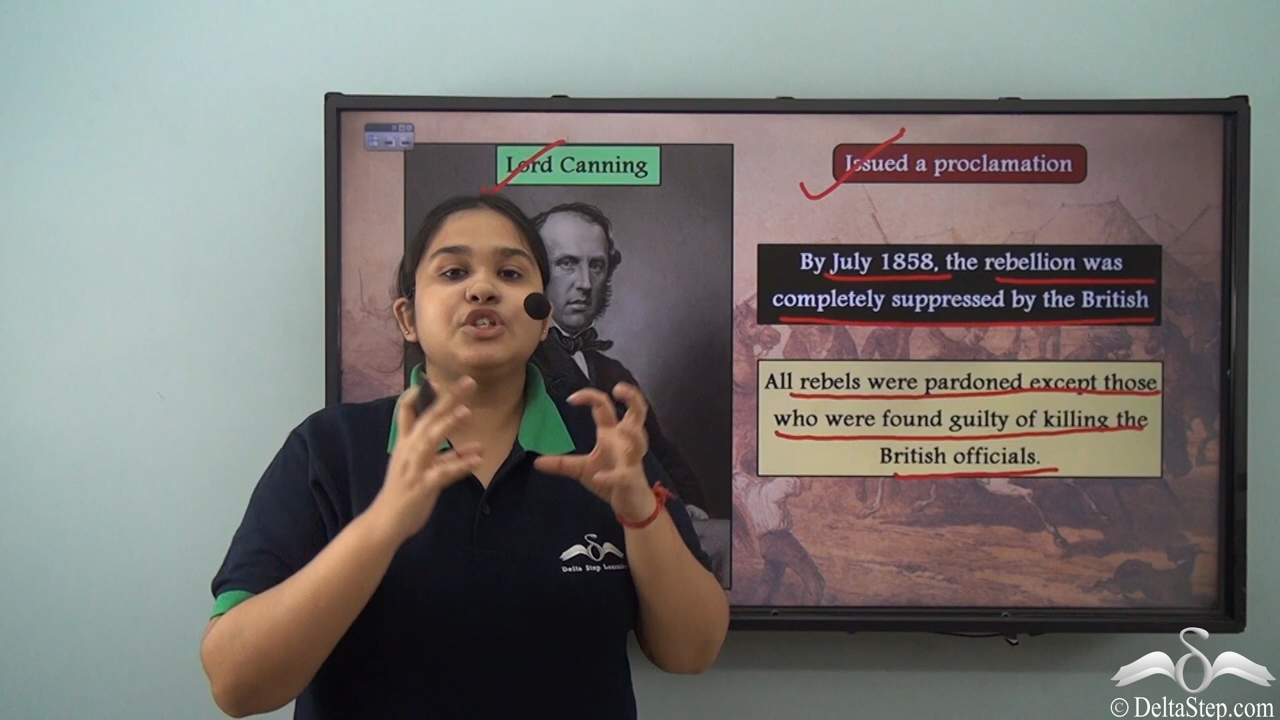 Lord Canning
Issued a proclamation
By July 1858, the rebellion was
completely suppressed by the British
All rebels were pardoned except those
who were found guilty of killing the
British officials.
Delta Step Learning
© DeltaStep.com